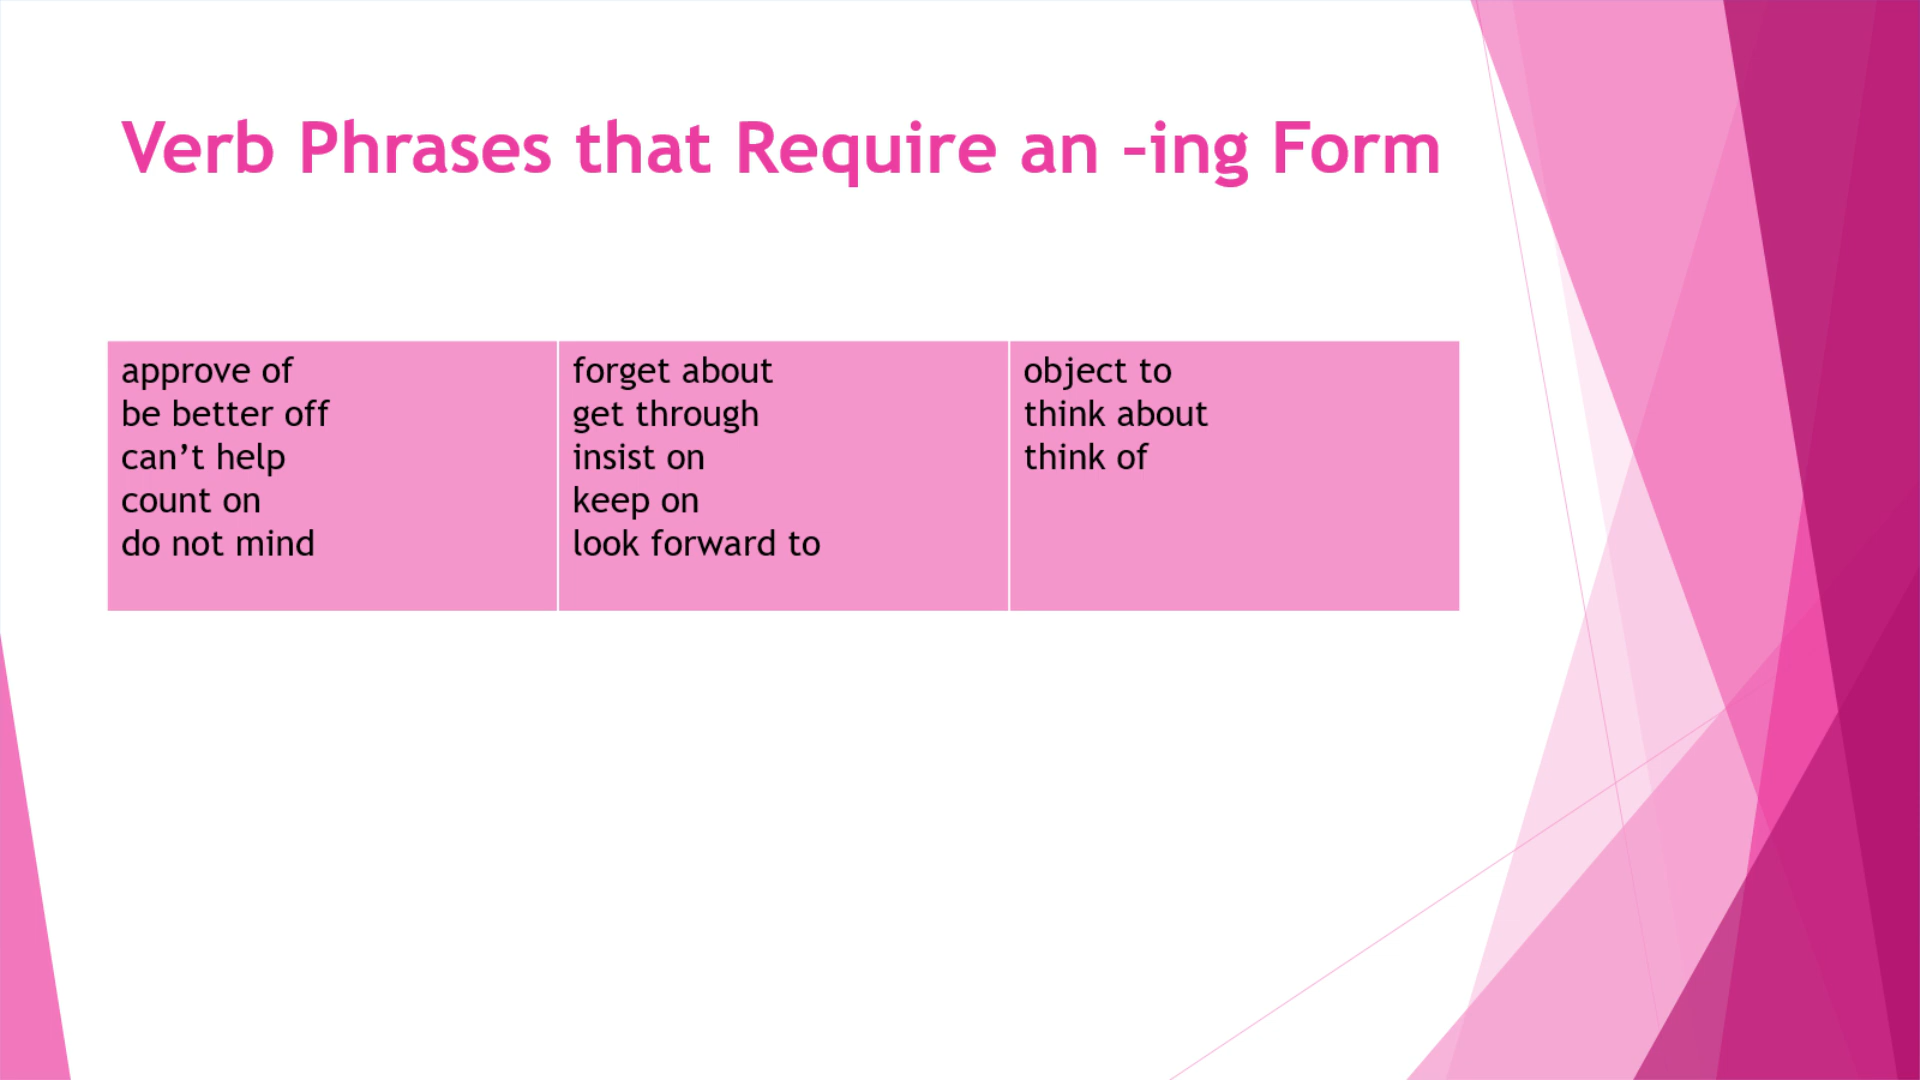 Verb Phrases that Require an –ing Form
approve of
be better off
can’t help
count on
do not mind
forget about
get through
insist on
keep on
look forward to
object to
think about
think of